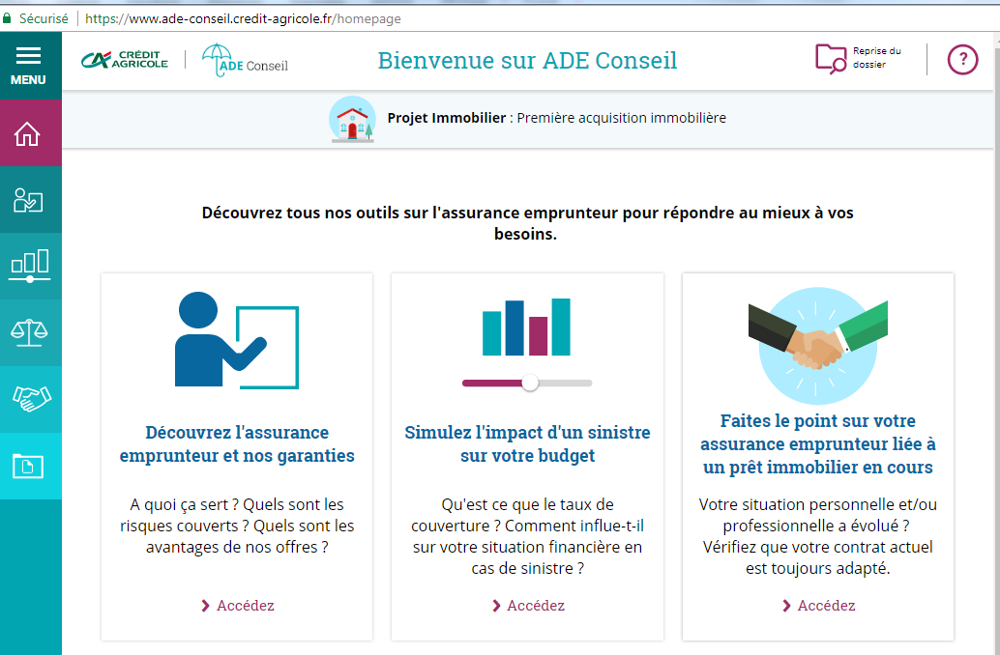 Sécurisé | https://www.ade-conseil.credit-agricole.fr/homepage
MENU
CRÉDIT
AGRICOLE
ADE Conseil
Bienvenue sur ADE Conseil
Reprise du
dossier
?
Projet Immobilier : Première acquisition immobilière
Découvrez tous nos outils sur l'assurance emprunteur pour répondre au mieux à vos
besoins.
Découvrez l'assurance
emprunteur et nos garanties
A quoi ça sert ? Quels sont les
risques couverts ? Quels sont les
avantages de nos offres ?
Accédez
Simulez l'impact d'un sinistre
sur votre budget
Qu'est ce que le taux de
couverture ? Comment influe-t-il
sur votre situation financière en
cas de sinistre ?
Accédez
Faites le point sur votre
assurance emprunteur liée à
un prêt immobilier en cours
Votre situation personnelle et/ou
professionnelle a évolué ?
Vérifiez que votre contrat actuel
est toujours adapté.
Accédez